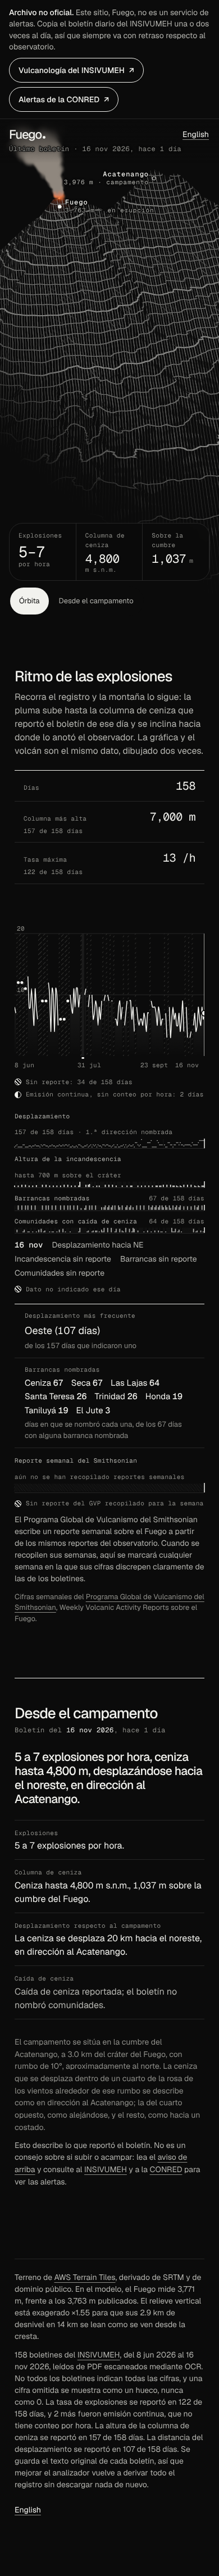 Archivo no oficial. Este sitio, Fuego, no es un servicio de
alertas. Copia el boletín diario del INSIVUMEH una o dos
veces al día, así que siempre va con retraso respecto al
observatorio.
Vulcanología del INSIVUMEH ↗
Alertas de la CONRED ↗
Fuego.
English
Último boletín · 16 nov 2026, hace 1 día
Acatenango
3,976 m · campamento
Fuego
Explosiones
5–7
por hora
Columna de
ceniza
4,800
m s.n.m.
Sobre la
cumbre
1,037 m
Órbita
Desde el campamento
Ritmo de las explosiones
Recorra el registro y la montaña lo sigue: la
pluma sube hasta la columna de ceniza que
reportó el boletín de ese día y se inclina hacia
donde lo anotó el observador. La gráfica y el
volcán son el mismo dato, dibujado dos veces.
Días
158
Columna más alta
7,000 m
157 de 158 días
Tasa máxima
13 /h
122 de 158 días
20
10
8 jun
31 jul
23 sept
16 nov
Sin reporte: 34 de 158 días
Emisión continua, sin conteo por hora: 2 días
Desplazamiento
157 de 158 días · 1.ª dirección nombrada
Altura de la incandescencia
hasta 700 m sobre el cráter
Barrancas nombradas
67 de 158 días
Comunidades con caída de ceniza
64 de 158 días
16 nov Desplazamiento hacia NE
Incandescencia sin reporte Barrancas sin reporte
Comunidades sin reporte
Dato no indicado ese día
Desplazamiento más frecuente
Oeste (107 días)
de los 157 días que indicaron uno
Barrancas nombradas
Ceniza 67 Seca 67 Las Lajas 64
Santa Teresa 26 Trinidad 26 Honda 19
Taniluyá 19 El Jute 3
días en que se nombró cada una, de los 67 días
con alguna barranca nombrada
Reporte semanal del Smithsonian
aún no se han recopilado reportes semanales
Sin reporte del GVP recopilado para la semana
El Programa Global de Vulcanismo del Smithsonian
escribe un reporte semanal sobre el Fuego a partir
de los mismos reportes del observatorio. Cuando se
recopilen sus semanas, aquí se marcará cualquier
semana en la que sus cifras discrepen claramente de
las de los boletines.
Cifras semanales del Programa Global de Vulcanismo del
Smithsonian, Weekly Volcanic Activity Reports sobre el
Fuego.
Desde el campamento
Boletín del 16 nov 2026, hace 1 día
5 a 7 explosiones por hora, ceniza
hasta 4,800 m, desplazándose hacia
el noreste, en dirección al
Acatenango.
Explosiones
5 a 7 explosiones por hora.
Columna de ceniza
Ceniza hasta 4,800 m s.n.m., 1,037 m sobre la
cumbre del Fuego.
Desplazamiento respecto al campamento
La ceniza se desplaza 20 km hacia el noreste,
en dirección al Acatenango.
Caída de ceniza
Caída de ceniza reportada; el boletín no
nombró comunidades.
El campamento se sitúa en la cumbre del
Acatenango, a 3.0 km del cráter del Fuego, con
rumbo de 10°, aproximadamente al norte. La ceniza
que se desplaza dentro de un cuarto de la rosa de
los vientos alrededor de ese rumbo se describe
como en dirección al Acatenango; la del cuarto
opuesto, como alejándose, y el resto, como hacia un
costado.
Esto describe lo que reportó el boletín. No es un
consejo sobre si subir o acampar: lea el aviso de
arriba y consulte al INSIVUMEH y a la CONRED para
ver las alertas.
Terreno de AWS Terrain Tiles, derivado de SRTM y de
dominio público. En el modelo, el Fuego mide 3,771
m, frente a los 3,763 m publicados. El relieve vertical
está exagerado ×1.55 para que sus 2.9 km de
desnivel en 14 km se lean como se ven desde la
cresta.
158 boletines del INSIVUMEH, del 8 jun 2026 al 16
nov 2026, leídos de PDF escaneados mediante OCR.
No todos los boletines indican todas las cifras, y una
cifra omitida se muestra como un hueco, nunca
como 0. La tasa de explosiones se reportó en 122 de
158 días, y 2 más fueron emisión continua, que no
tiene conteo por hora. La altura de la columna de
ceniza se reportó en 157 de 158 días. La distancia del
desplazamiento se reportó en 107 de 158 días. Se
guarda el texto original de cada boletín, así que
mejorar el analizador vuelve a derivar todo el
registro sin descargar nada de nuevo.
English